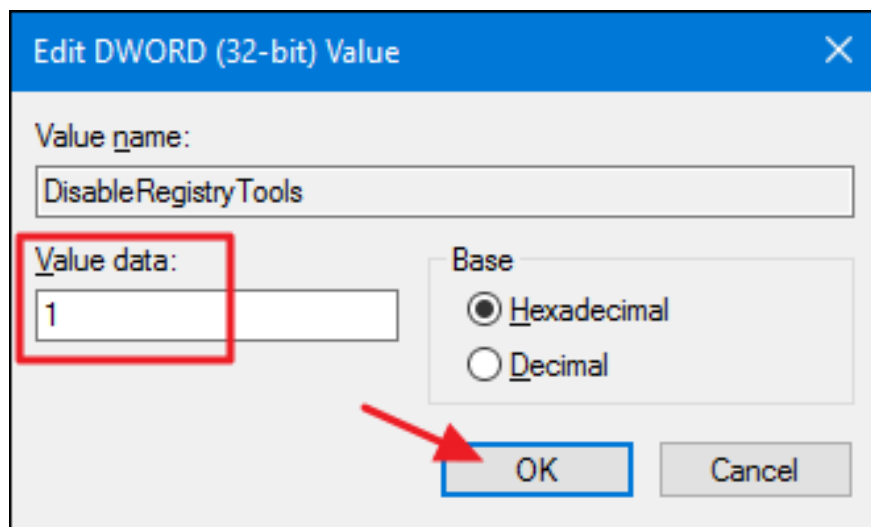 Edit DWORD (32-bit) Value
Value name:
DisableRegistryTools
Value data:
1
Base
Hexadecimal
Decimal
OK
Cancel